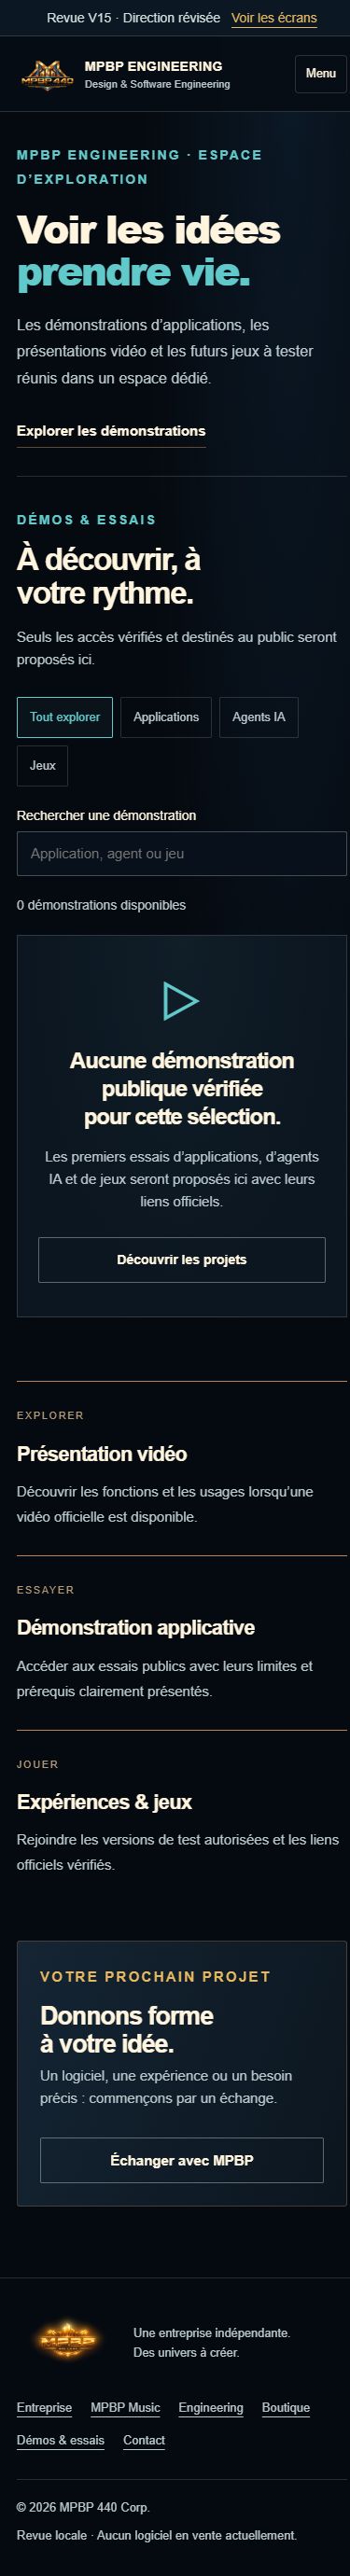 Revue V15 · Direction révisée Voir les écrans
MPBP 440
MPBP ENGINEERING
Design & Software Engineering
Menu
MPBP ENGINEERING · ESPACE
D’EXPLORATION
Voir les idées
prendre vie.
Les démonstrations d’applications, les
présentations vidéo et les futurs jeux à tester
réunis dans un espace dédié.
Explorer les démonstrations
DÉMOS & ESSAIS
À découvrir, à
votre rythme.
Seuls les accès vérifiés et destinés au public seront
proposés ici.
Tout explorer
Applications
Agents IA
Jeux
Rechercher une démonstration
Application, agent ou jeu
0 démonstrations disponibles
Aucune démonstration
publique vérifiée
pour cette sélection.
Les premiers essais d’applications, d’agents
IA et de jeux seront proposés ici avec leurs
liens officiels.
Découvrir les projets
EXPLORER
Présentation vidéo
Découvrir les fonctions et les usages lorsqu’une
vidéo officielle est disponible.
ESSAYER
Démonstration applicative
Accéder aux essais publics avec leurs limites et
prérequis clairement présentés.
JOUER
Expériences & jeux
Rejoindre les versions de test autorisées et les liens
officiels vérifiés.
VOTRE PROCHAIN PROJET
Donnons forme
à votre idée.
Un logiciel, une expérience ou un besoin
précis : commençons par un échange.
Échanger avec MPBP
MPBP
Une entreprise indépendante.
Des univers à créer.
Entreprise MPBP Music Engineering Boutique
Démos & essais Contact
© 2026 MPBP 440 Corp.
Revue locale · Aucun logiciel en vente actuellement.